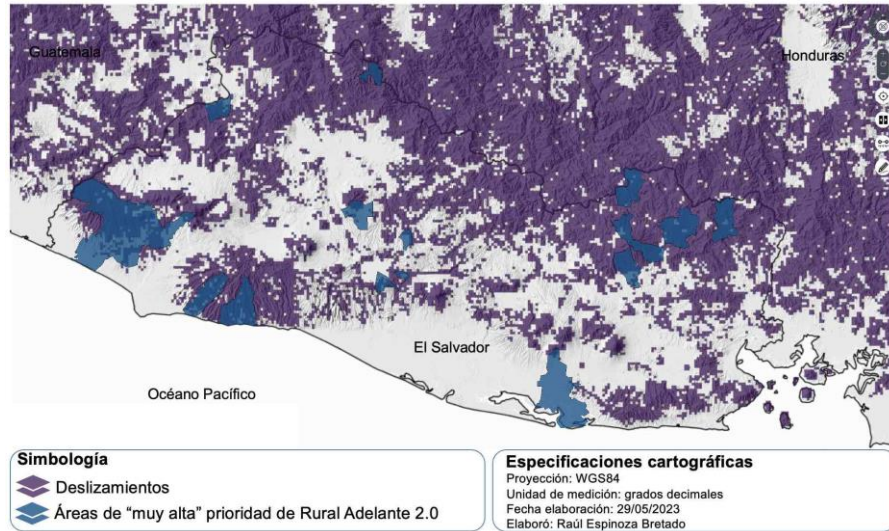 Guatemala
Honduras
El Salvador
Océano Pacífico
Simbología
Deslizamientos
Áreas de “muy alta” prioridad de Rural Adelante 2.0
Especificaciones cartográficas
Proyección: WGS84
Unidad de medición: grados decimales
Fecha elaboración: 29/05/2023
Elaboró: Raúl Espinoza Bretado